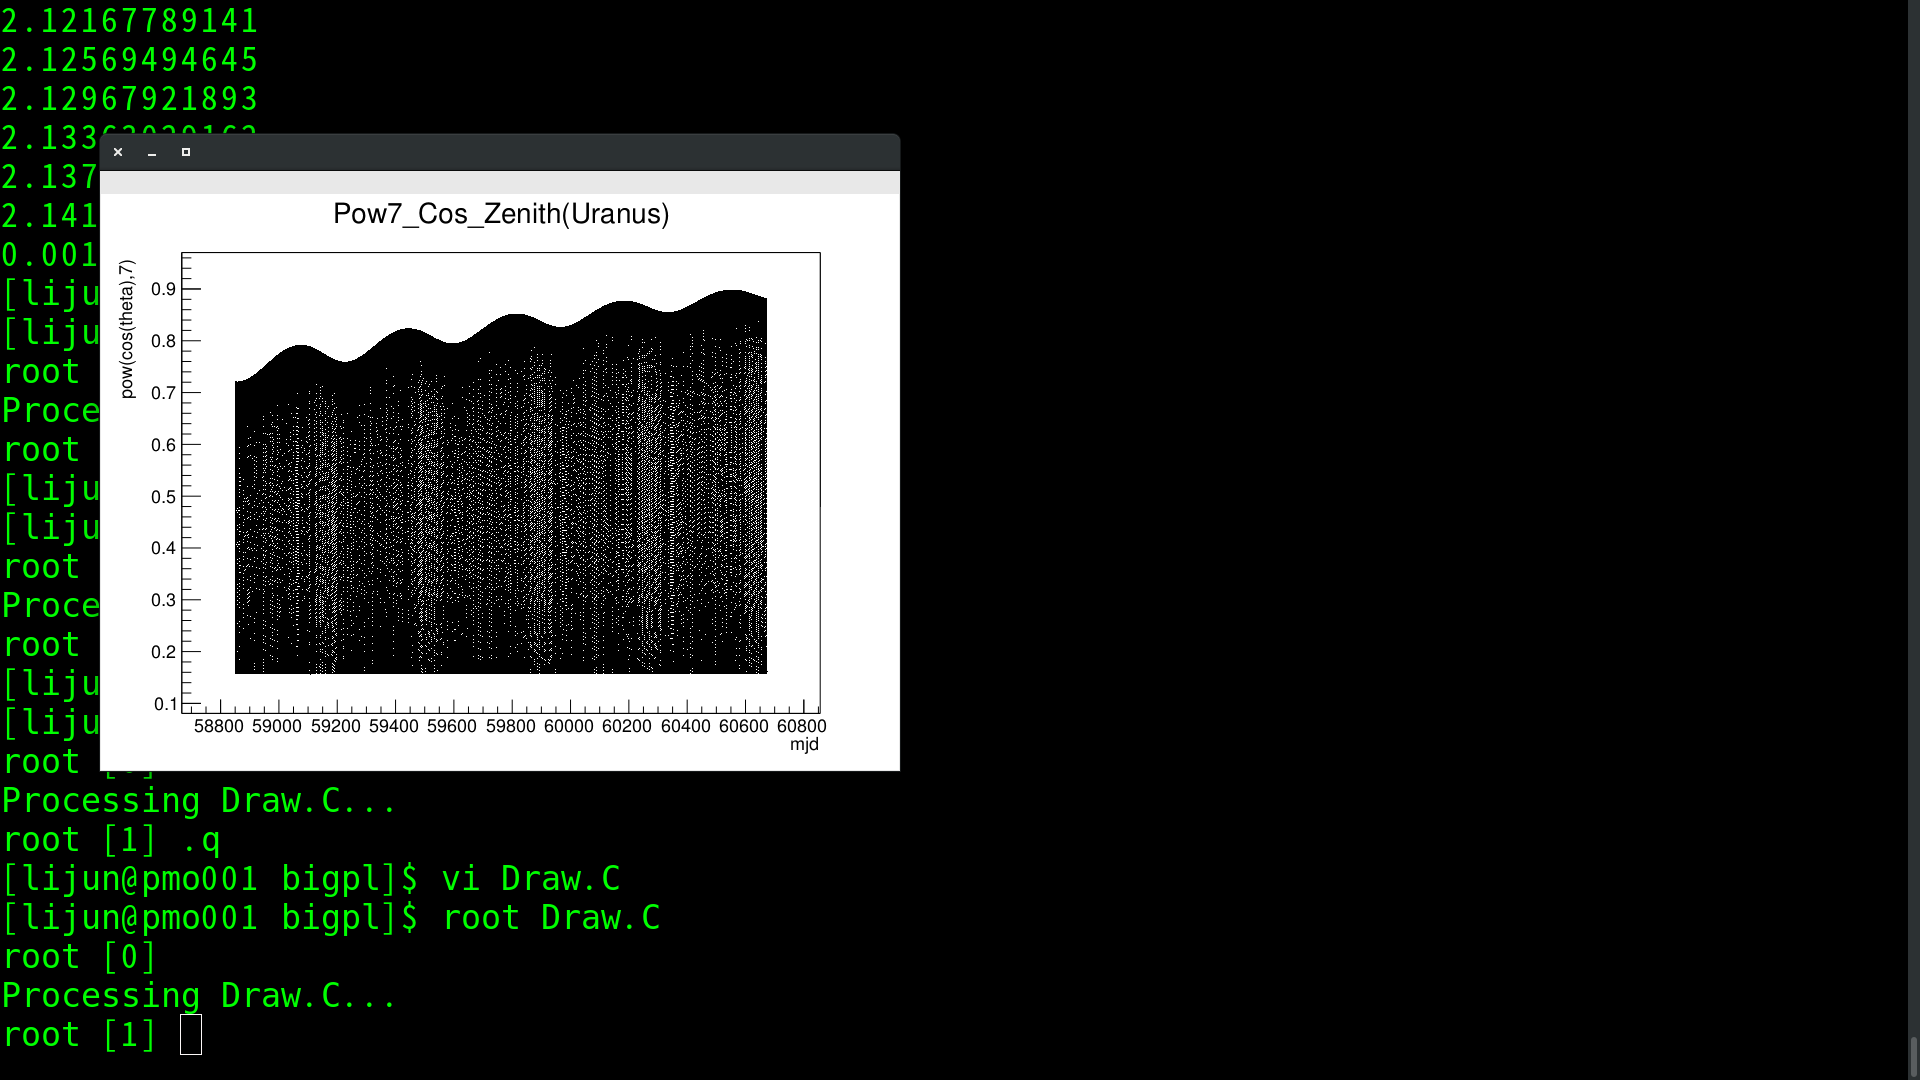 2.12167789141
2.12569494645
2.12967921893
2.133
2.137
2.141
0.001
[liju
[liju
root
Proce
root
[liju
[liju
root
Proce
root
[liju
[liju
root
Processing Draw.C...
root [1] .q
[lijun@pmo001 bigpl]$ vi Draw.C
[lijun@pmo001 bigpl]$ root Draw.C
root [0]
Processing Draw.C...
root [1]
Pow7_Cos_Zenith(Uranus)
pow(cos(theta),7)
0.9
0.8
0.7
0.6
0.5
0.4
0.3
0.2
0.1
58800 59000 59200 59400 59600 59800 60000 60200 60400 60600 60800
mjd